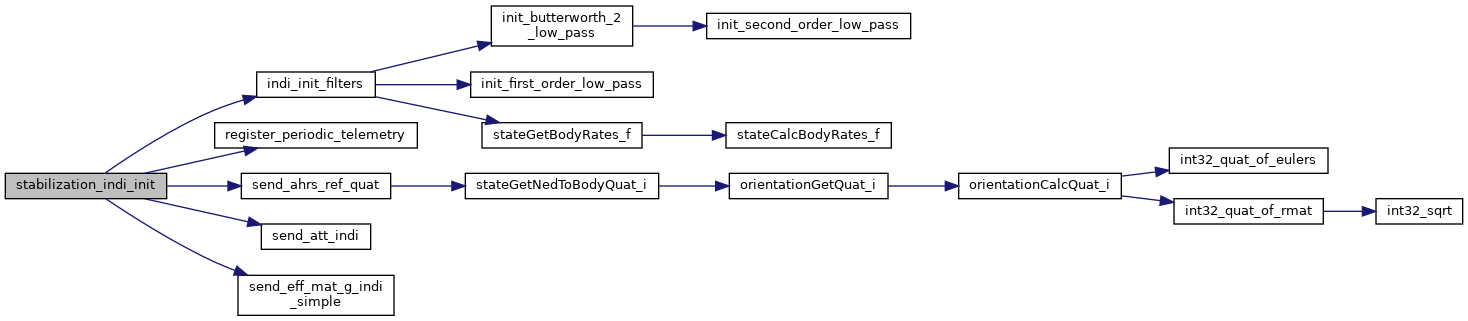 stabilization_indi_init
indi_init_filters
register_periodic_telemetry
send_ahrs_ref_quat
send_att_indi
send_eff_mat_g_indi
_simple
init_butterworth_2
_low_pass
init_first_order_low_pass
stateGetBodyRates_f
stateGetNedToBodyQuat_i
init_second_order_low_pass
stateCalcBodyRates_f
orientationGetQuat_i
orientationCalcQuat_i
int32_quat_of_eulers
int32_quat_of_rmat
int32_sqrt